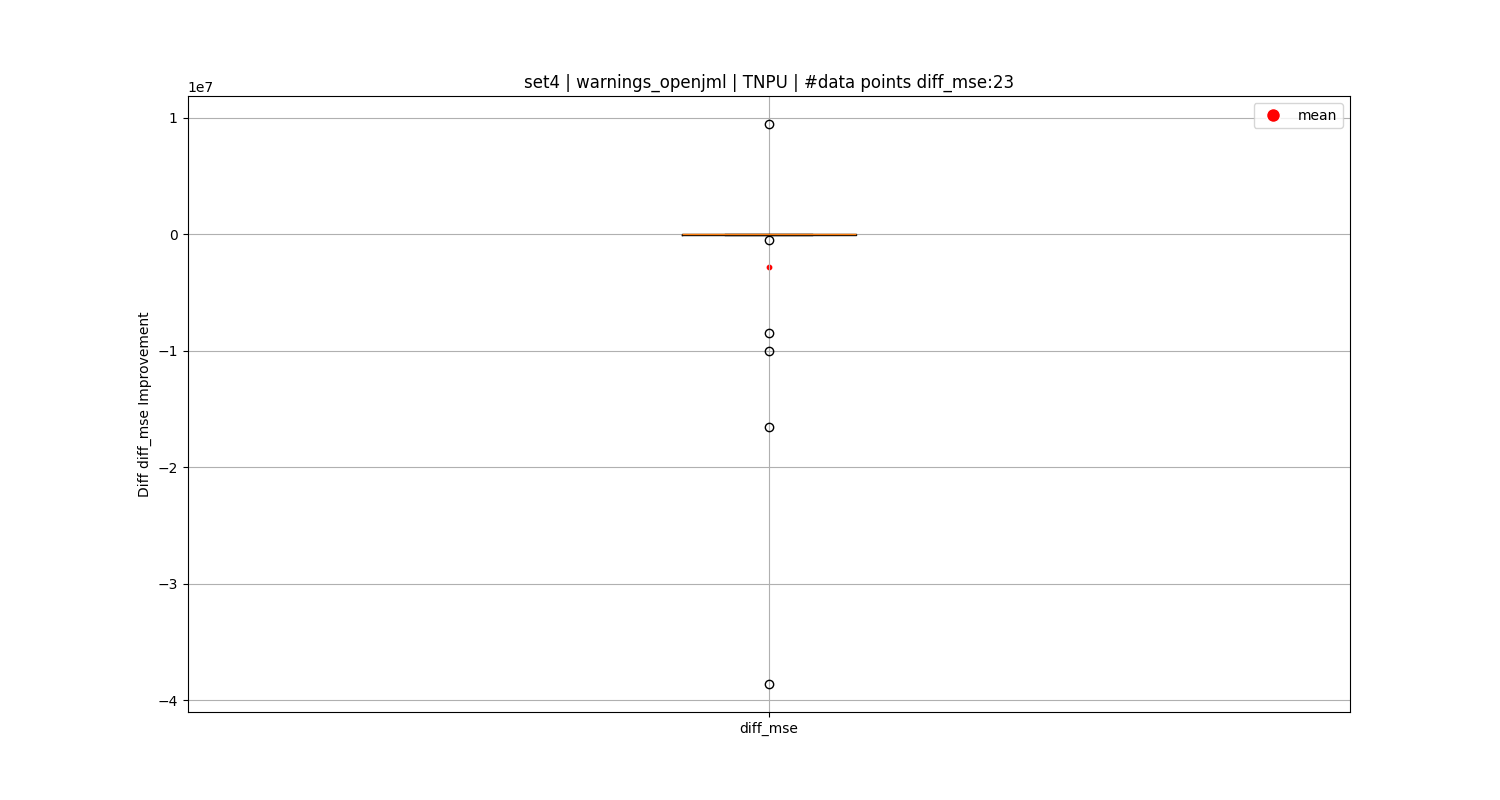 set4 | warnings_openjml | TNPU | #data points diff_mse:23
1e7
mean
1
0
−1
−2
−3
−4
Diff diff_mse Improvement
diff_mse